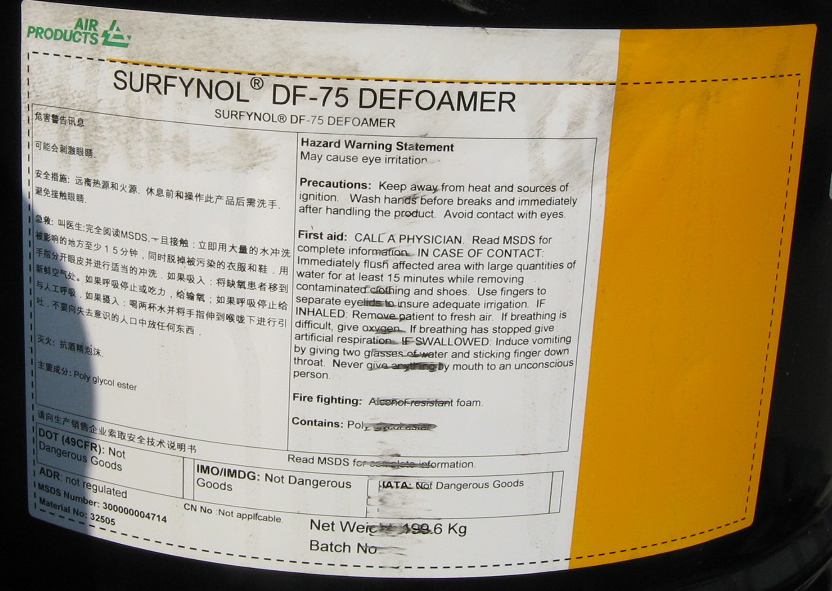 AIR
PRODUCTS
SURFYNOL® DF-75 DEFOAMER
SURFYNOL® DF-75 DEFOAMER
危害警告讯息
可能会刺激眼睛.
安全措施: 远离热源和火源. 休息前和操作此产品后需洗手.
避免接触眼睛.
急救: 叫医生;完全阅读MSDS.一旦接触 : 立即用大量的水冲洗
被影响的地方至少１５分钟 , 同时脱掉被污染的衣服和鞋 . 用
手指分开眼皮并进行适当的冲洗 . 如果吸入 : 将缺氧患者移到
新鲜空气处。如果呼吸停止或吃力 , 给输氧 ; 如果呼吸停止给
与人工呼吸 . 如果摄入 : 喝两杯水并将手指伸到喉咙下进行引
吐 . 不要向失去意识的人口中放任何东西 .
灭火: 抗酒精泡沫.
主要成分: Poly glycol ester
请向生产销售企业索取安全技术说明书
Hazard Warning Statement
May cause eye irritation.
Precautions: Keep away from heat and sources of
ignition. Wash hands before breaks and immediately
after handling the product. Avoid contact with eyes.
First aid: CALL A PHYSICIAN. Read MSDS for
complete information. IN CASE OF CONTACT:
Immediately flush affected area with large quantities of
water for at least 15 minutes while removing
contaminated clothing and shoes. Use fingers to
separate eyelids to insure adequate irrigation. IF
INHALED: Remove patient to fresh air. If breathing is
difficult, give oxygen. If breathing has stopped give
artificial respiration. IF SWALLOWED: Induce vomiting
by giving two glasses of water and sticking finger down
throat. Never give anything by mouth to an unconscious
person.
Fire fighting: Alcohol-resistant foam.
Contains: Poly glycol ester
Read MSDS for complete information.
DOT (49CFR): Not
Dangerous Goods
IMO/IMDG: Not Dangerous
Goods
IATA: Not Dangerous Goods
ADR: not regulated
MSDS Number: 300000004714
Material No: 32505
CN No :Not applicable.
Net Weight 199.6 Kg
Batch No